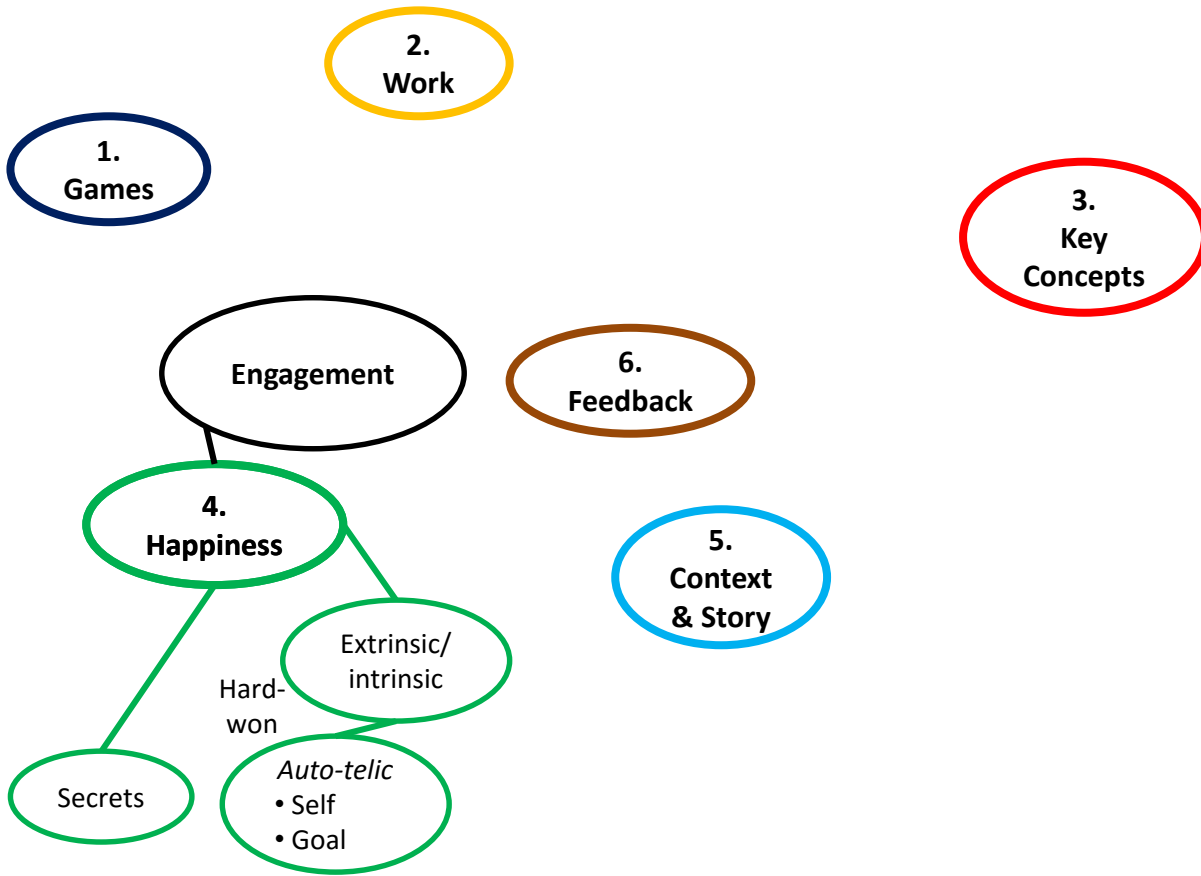 2.
Work
1.
Games
3.
Key
Concepts
Engagement
6.
Feedback
4.
Happiness
5.
Context
& Story
Extrinsic/
intrinsic
Hard-
won
Secrets
Auto-telic
• Self
• Goal